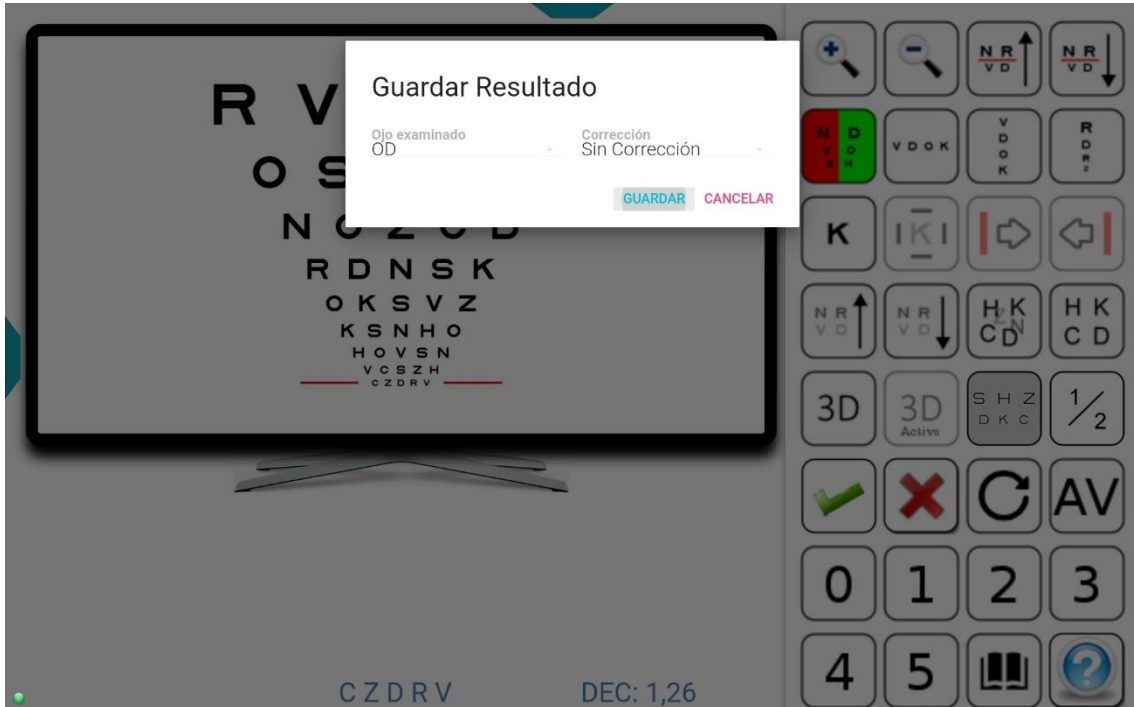 R V
O S
N O Z C D
R D N S K
O K S V Z
K S N H O
H O V S N
V C S Z H
C Z D R V
Guardar Resultado
Ojo examinado
OD
Corrección
Sin Corrección
GUARDAR CANCELAR
C Z D R V DEC: 1,26
N R
V D
N R
V D
N D
V O
S H
V D O K
V
D
O
K
R
D
R
Z
K
K
N R
V D
N R
V D
H K
Z N
C D
H K
C D
3D
3D
Activo
S H Z
D K C
1/2
AV
0 1 2 3
4 5 ?